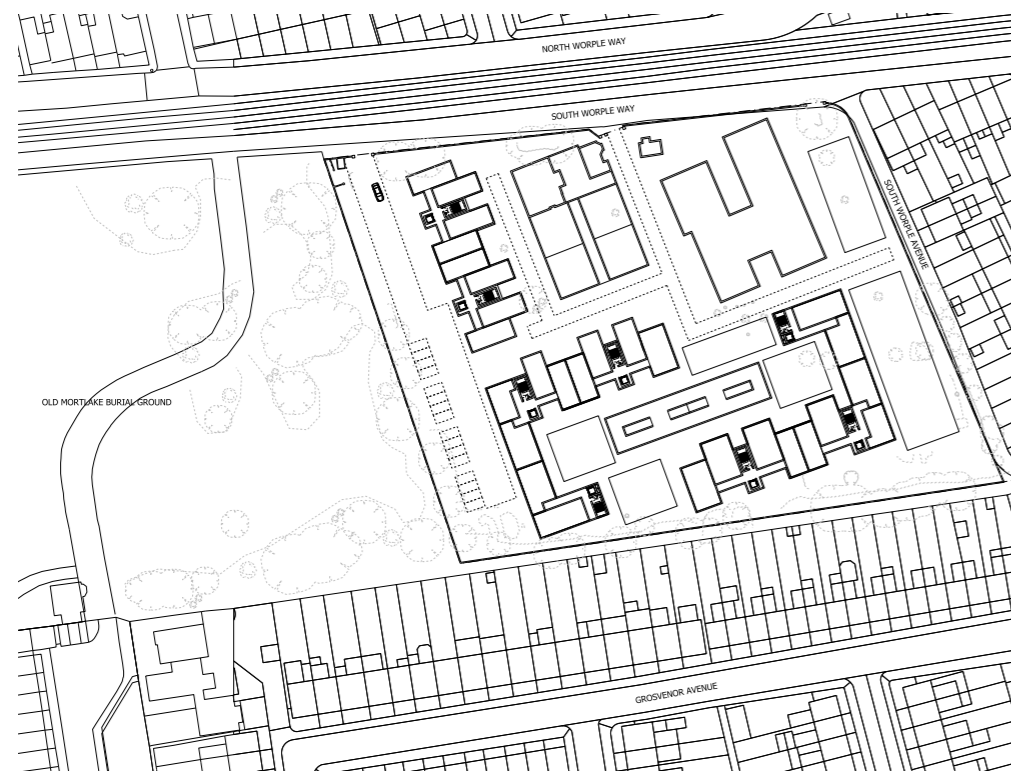 NORTH WORPLE WAY
SOUTH WORPLE WAY
SOUTH WORPLE AVENUE
OLD MORTLAKE BURIAL GROUND
GROSVENOR AVENUE